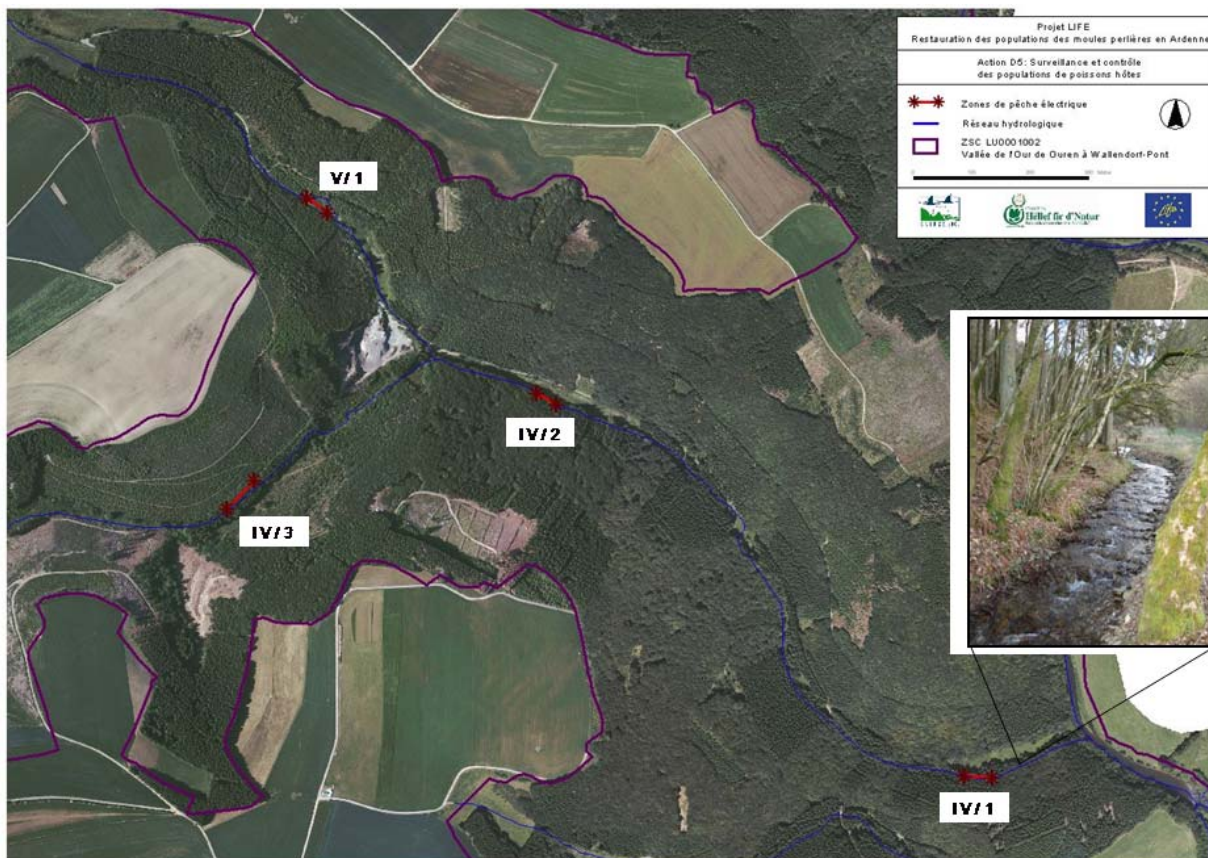 Projet LIFE
Restauration des populations des moules perlières en Ardenne
Action D5: Surveillance et contrôle
des populations de poissons hôtes
Zones de pêche électrique
Réseau hydrologique
ZSC LU0001002
Vallée de l'Our de Ouren à Wallendorf-Pont
Hëllef fir d'Natur
V/1
IV/2
IV/3
IV/1